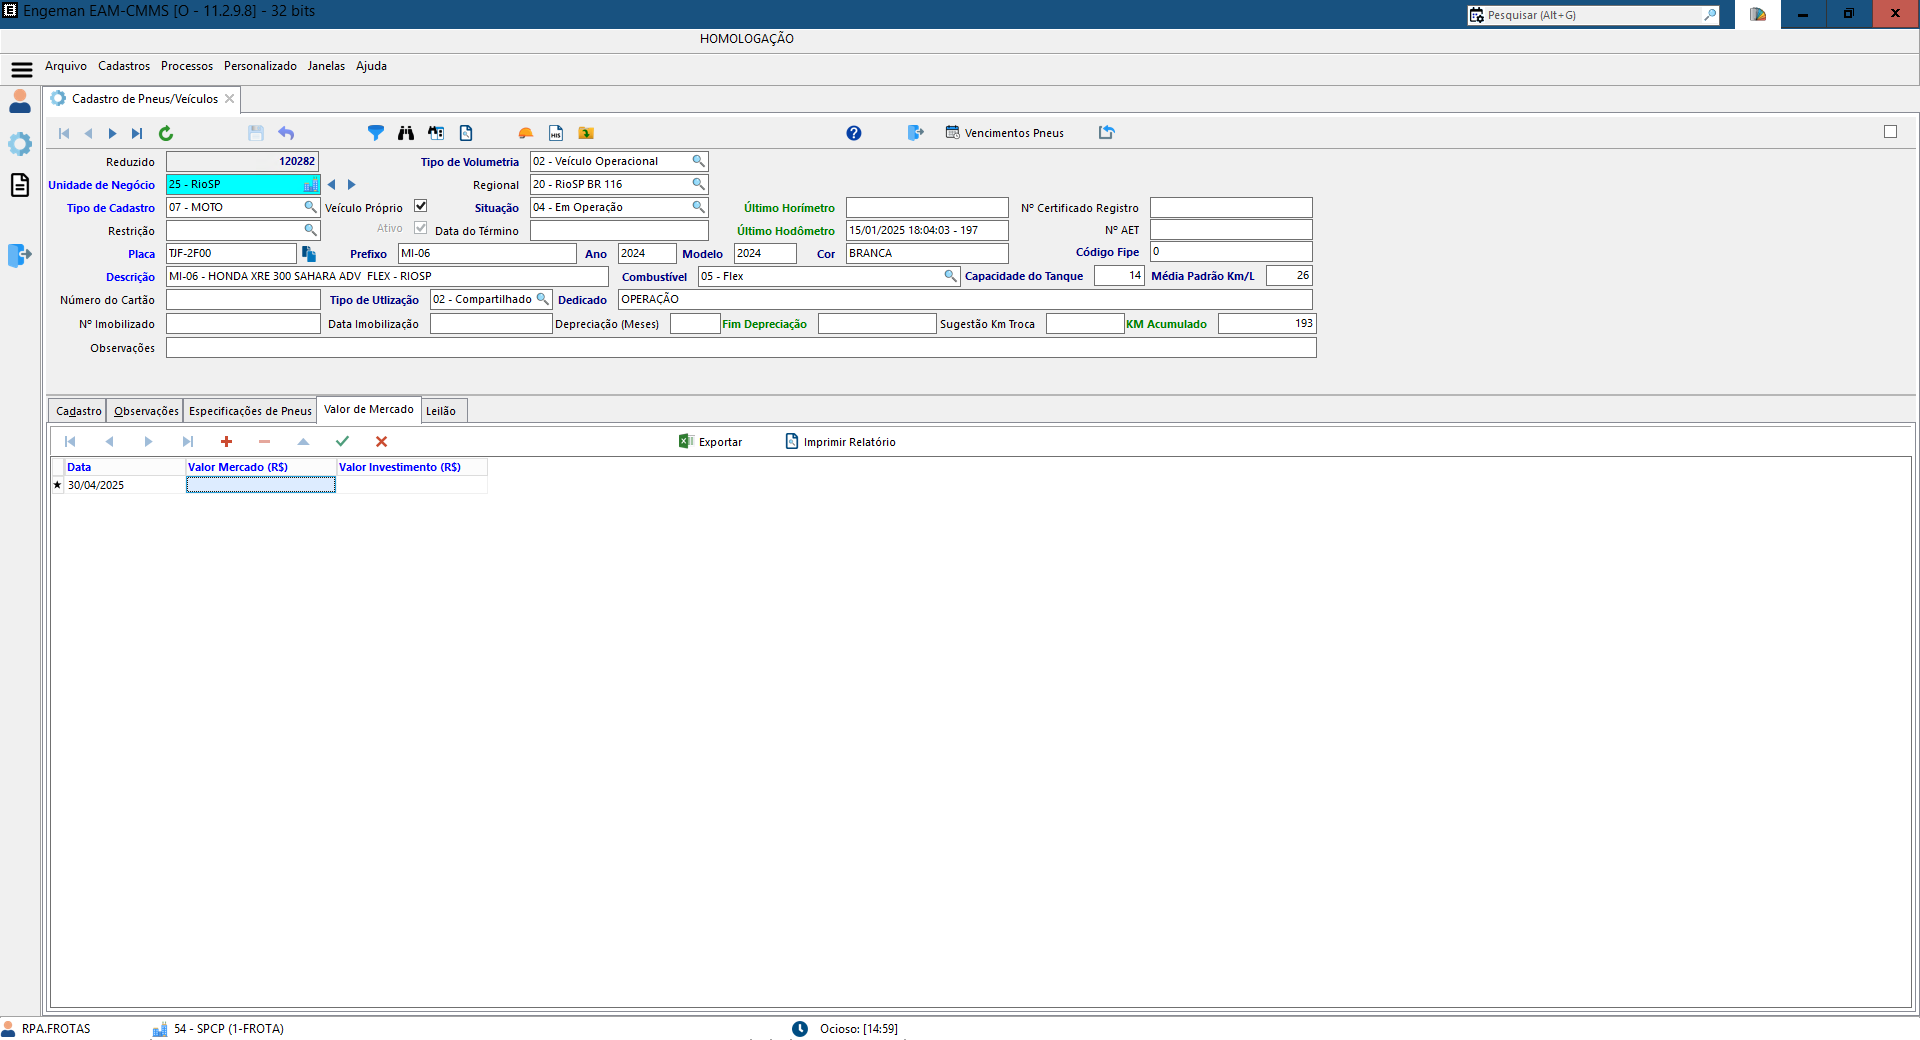 Engeman EAM-CMMS [O - 11.2.9.8] - 32 bits
Pesquisar (Alt+G)
HOMOLOGAÇÃO
Arquivo Cadastros Processos Personalizado Janelas Ajuda
Cadastro de Pneus/Veículos
HIS
Vencimentos Pneus
Reduzido 120282 Tipo de Volumetria 02 - Veículo Operacional
Unidade de Negócio 25 - RioSP Regional 20 - RioSP BR 116
Tipo de Cadastro 07 - MOTO Veículo Próprio Situação 04 - Em Operação Último Horímetro Nº Certificado Registro
Restrição Ativo Data do Término Último Hodômetro 15/01/2025 18:04:03 - 197 Nº AET
Placa TJF-2F00 Prefixo MI-06 Ano 2024 Modelo 2024 Cor BRANCA Código Fipe 0
Descrição MI-06 - HONDA XRE 300 SAHARA ADV FLEX - RIOSP Combustível 05 - Flex Capacidade do Tanque 14 Média Padrão Km/L 26
Número do Cartão Tipo de Utlização 02 - Compartilhado Dedicado OPERAÇÃO
Nº Imobilizado Data Imobilização Depreciação (Meses) Fim Depreciação Sugestão Km Troca KM Acumulado 193
Observações
Cadastro Observações Especificações de Pneus Valor de Mercado Leilão
Exportar Imprimir Relatório
Data Valor Mercado (R$) Valor Investimento (R$)
30/04/2025
RPA.FROTAS 54 - SPCP (1-FROTA) Ocioso: [14:59]